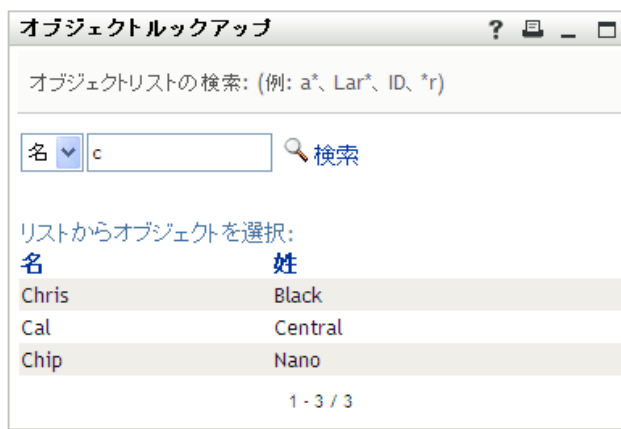 オブジェクトルックアップ ?
オブジェクトリストの検索: (例: a*、Lar*、ID、*r)
名 c 検索
リストからオブジェクトを選択:
名 姓
Chris Black
Cal Central
Chip Nano
1 - 3 / 3